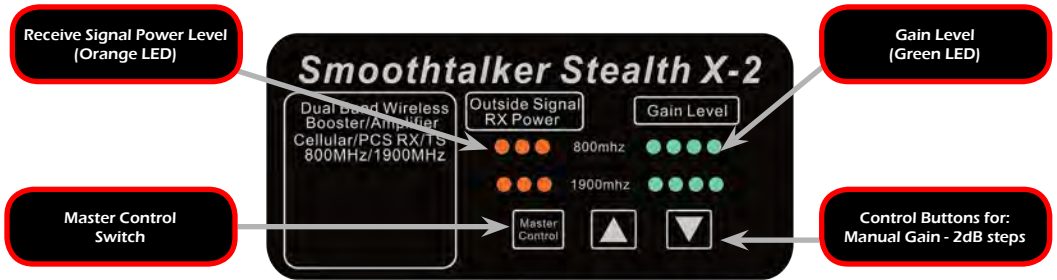 Receive Signal Power Level
(Orange LED)
Gain Level
(Green LED)
Smoothtalker Stealth X-2
Dual Band Wireless
Booster/Amplifier
Cellular/PCS RX/TS
800MHz/1900MHz
Outside Signal
RX Power
Gain Level
800mhz
1900mhz
Master
Control
Master Control
Switch
Control Buttons for:
Manual Gain - 2dB steps